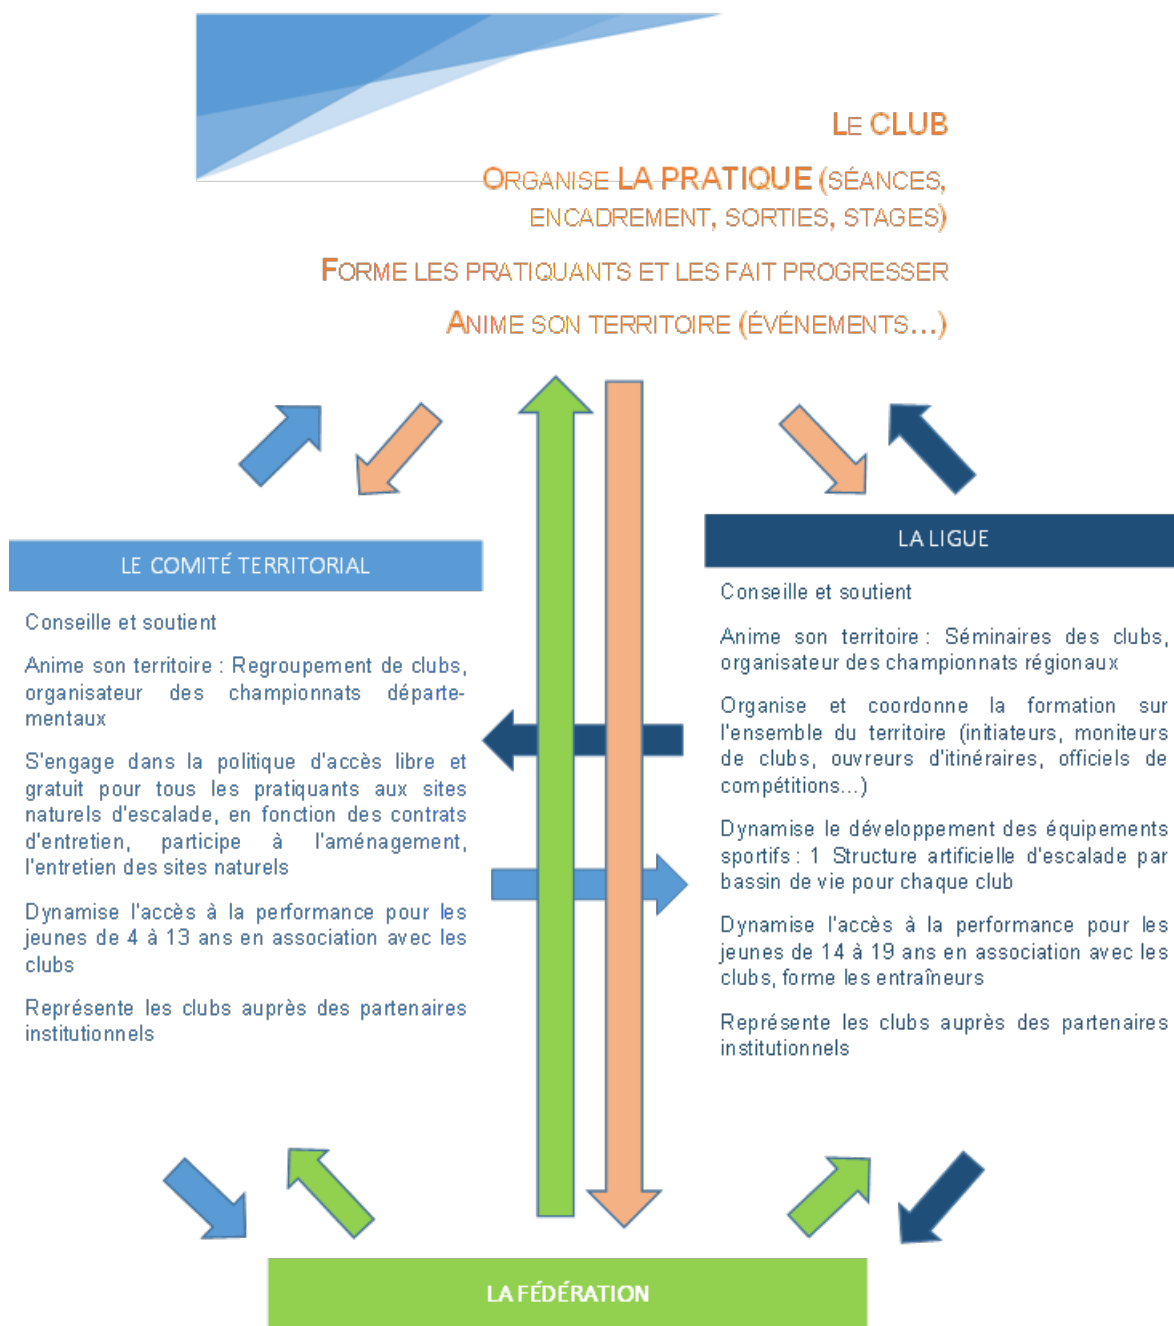 LE CLUB
ORGANISE LA PRATIQUE (SÉANCES,
ENCADREMENT, SORTIES, STAGES)
FORME LES PRATIQUANTS ET LES FAIT PROGRESSER
ANIME SON TERRITOIRE (ÉVÉNEMENTS...)
LE COMITÉ TERRITORIAL
Conseille et soutient
Anime son territoire : Regroupement de clubs,
organisateur des championnats départe-
mentaux
S'engage dans la politique d'accès libre et
gratuit pour tous les pratiquants aux sites
naturels d'escalade, en fonction des contrats
d'entretien, participe à l'aménagement,
l'entretien des sites naturels
Dynamise l'accès à la performance pour les
jeunes de 4 à 13 ans en association avec les
clubs
Représente les clubs auprès des partenaires
institutionnels
LA LIGUE
Conseille et soutient
Anime son territoire : Séminaires des clubs,
organisateur des championnats régionaux
Organise et coordonne la formation sur
l'ensemble du territoire (initiateurs, moniteurs
de clubs, ouvreurs d'itinéraires, officiels de
compétitions...)
Dynamise le développement des équipements
sportifs : 1 Structure artificielle d'escalade par
bassin de vie pour chaque club
Dynamise l'accès à la performance pour les
jeunes de 14 à 19 ans en association avec les
clubs, forme les entraîneurs
Représente les clubs auprès des partenaires
institutionnels
LA FÉDÉRATION